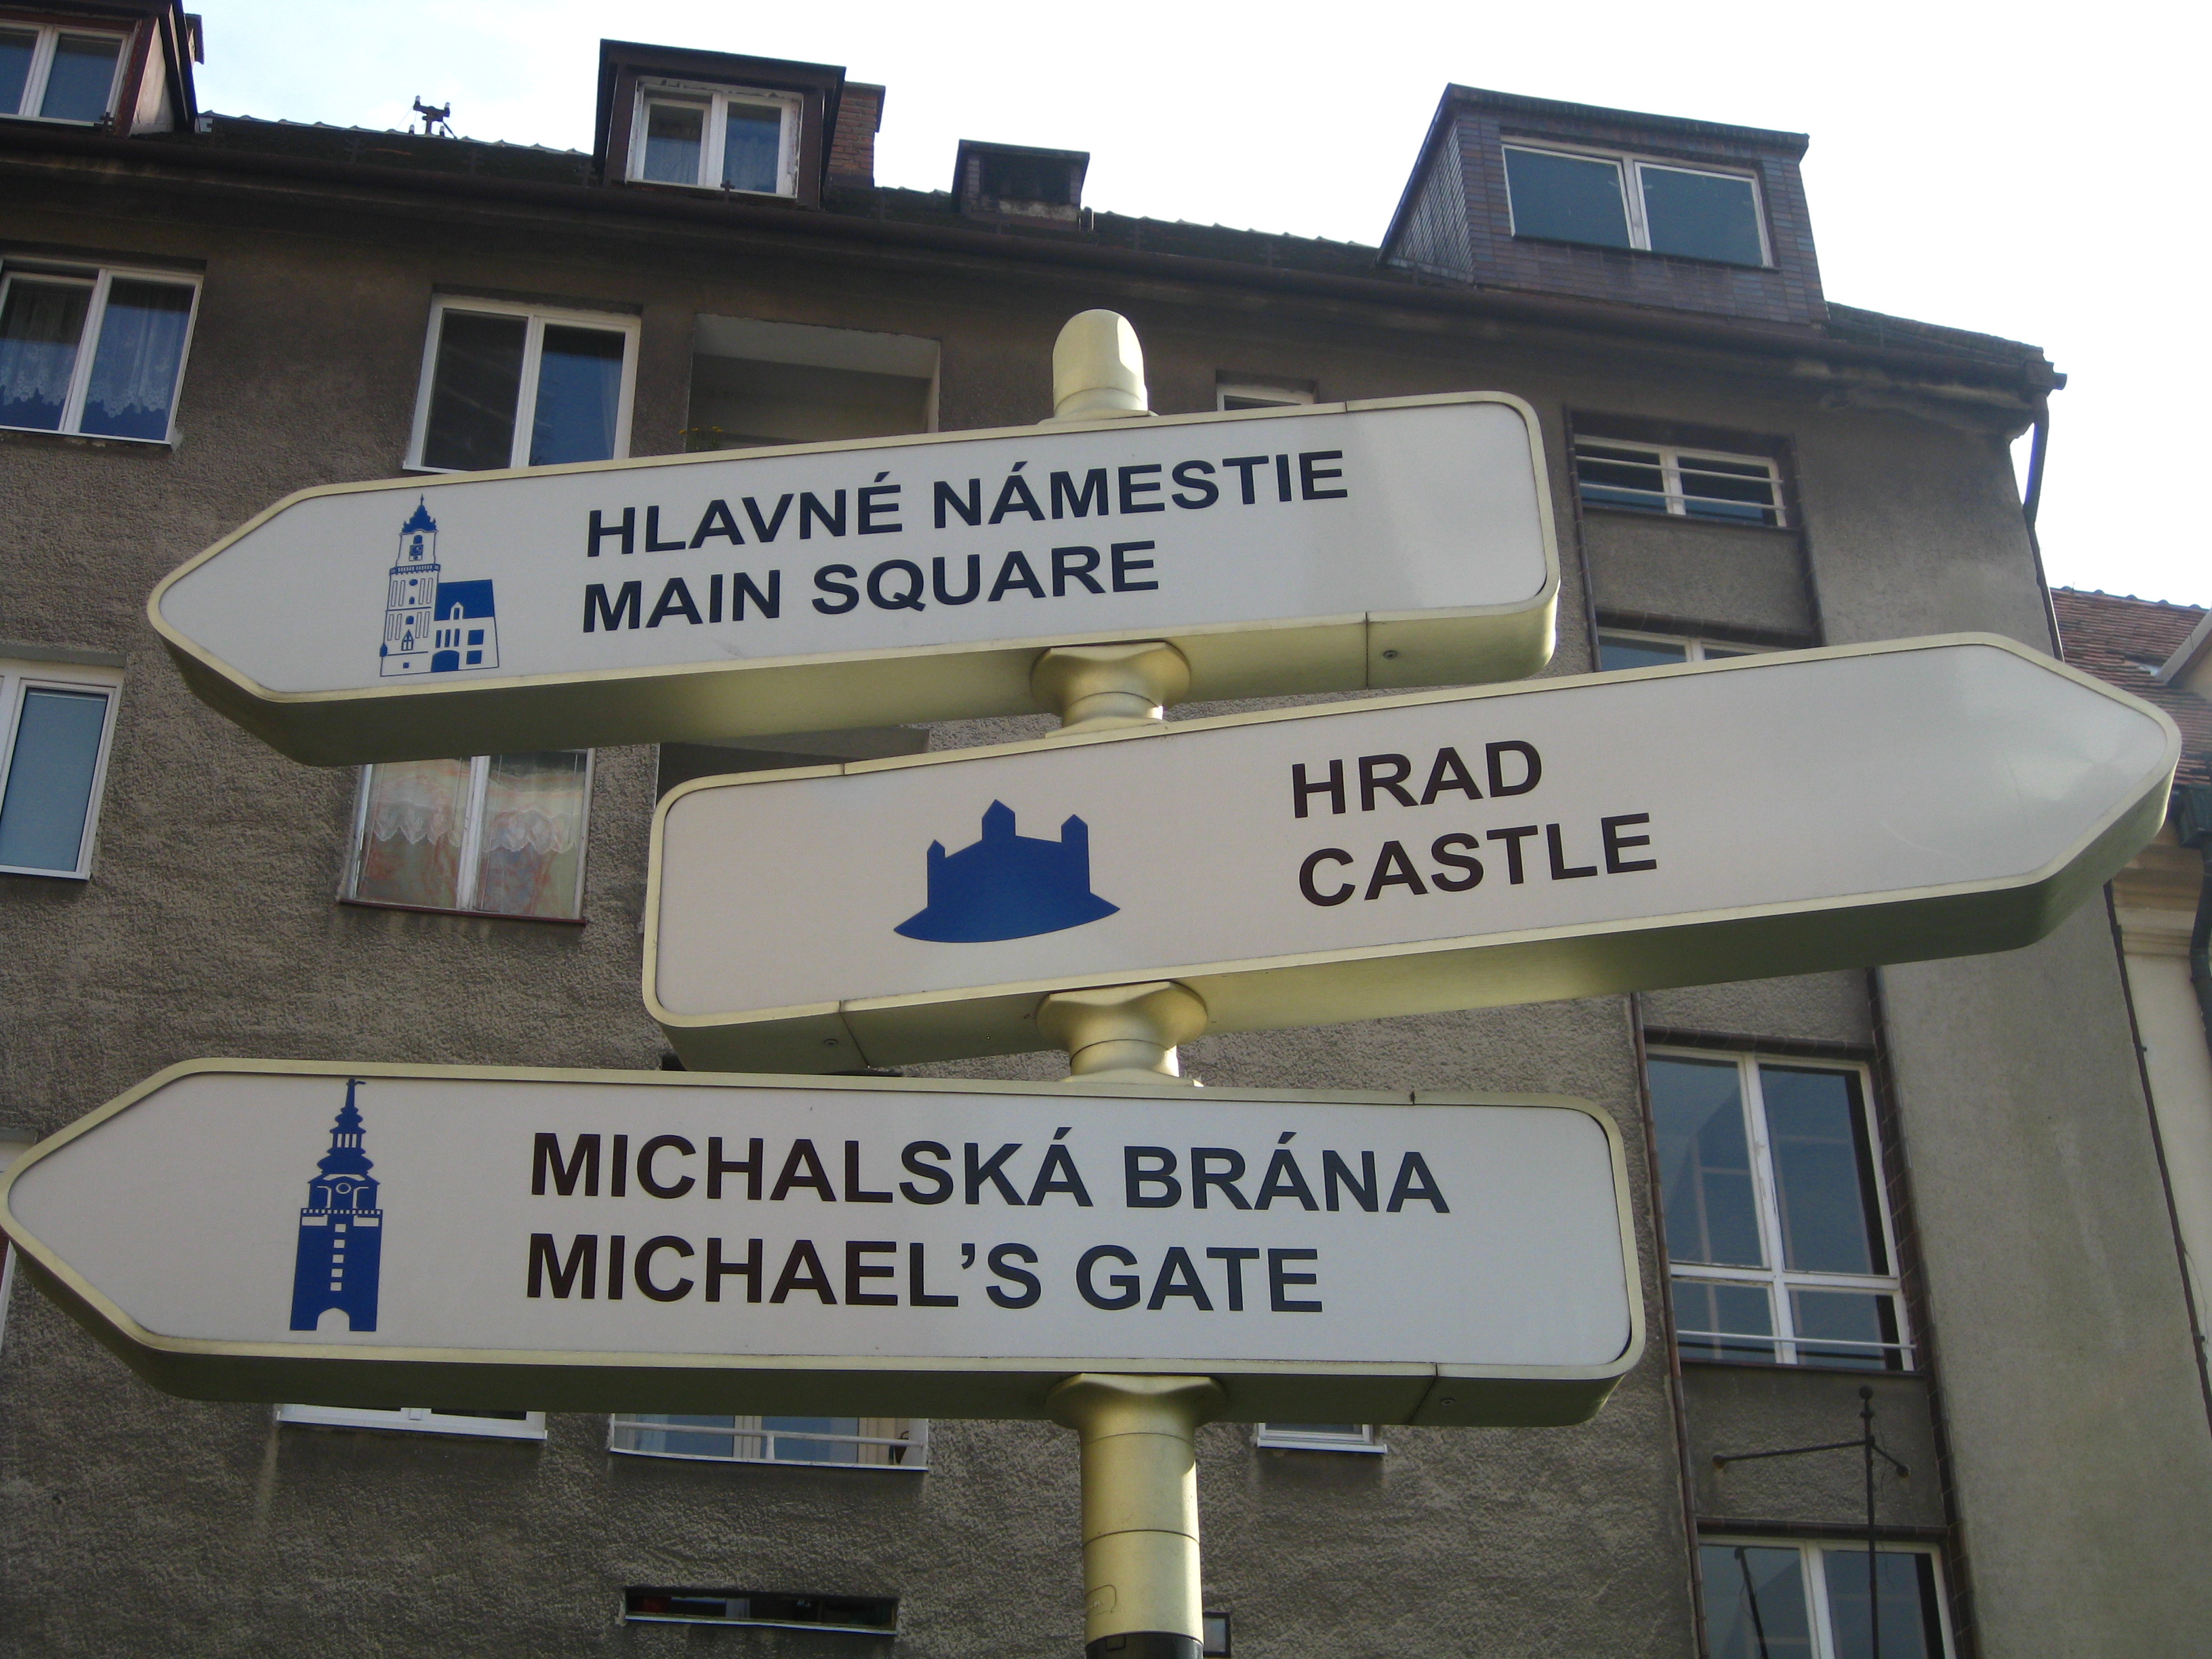 HLAVNÉ NÁMESTIE
MAIN SQUARE
HRAD
CASTLE
MICHALSKÁ BRÁNA
MICHAEL’S GATE